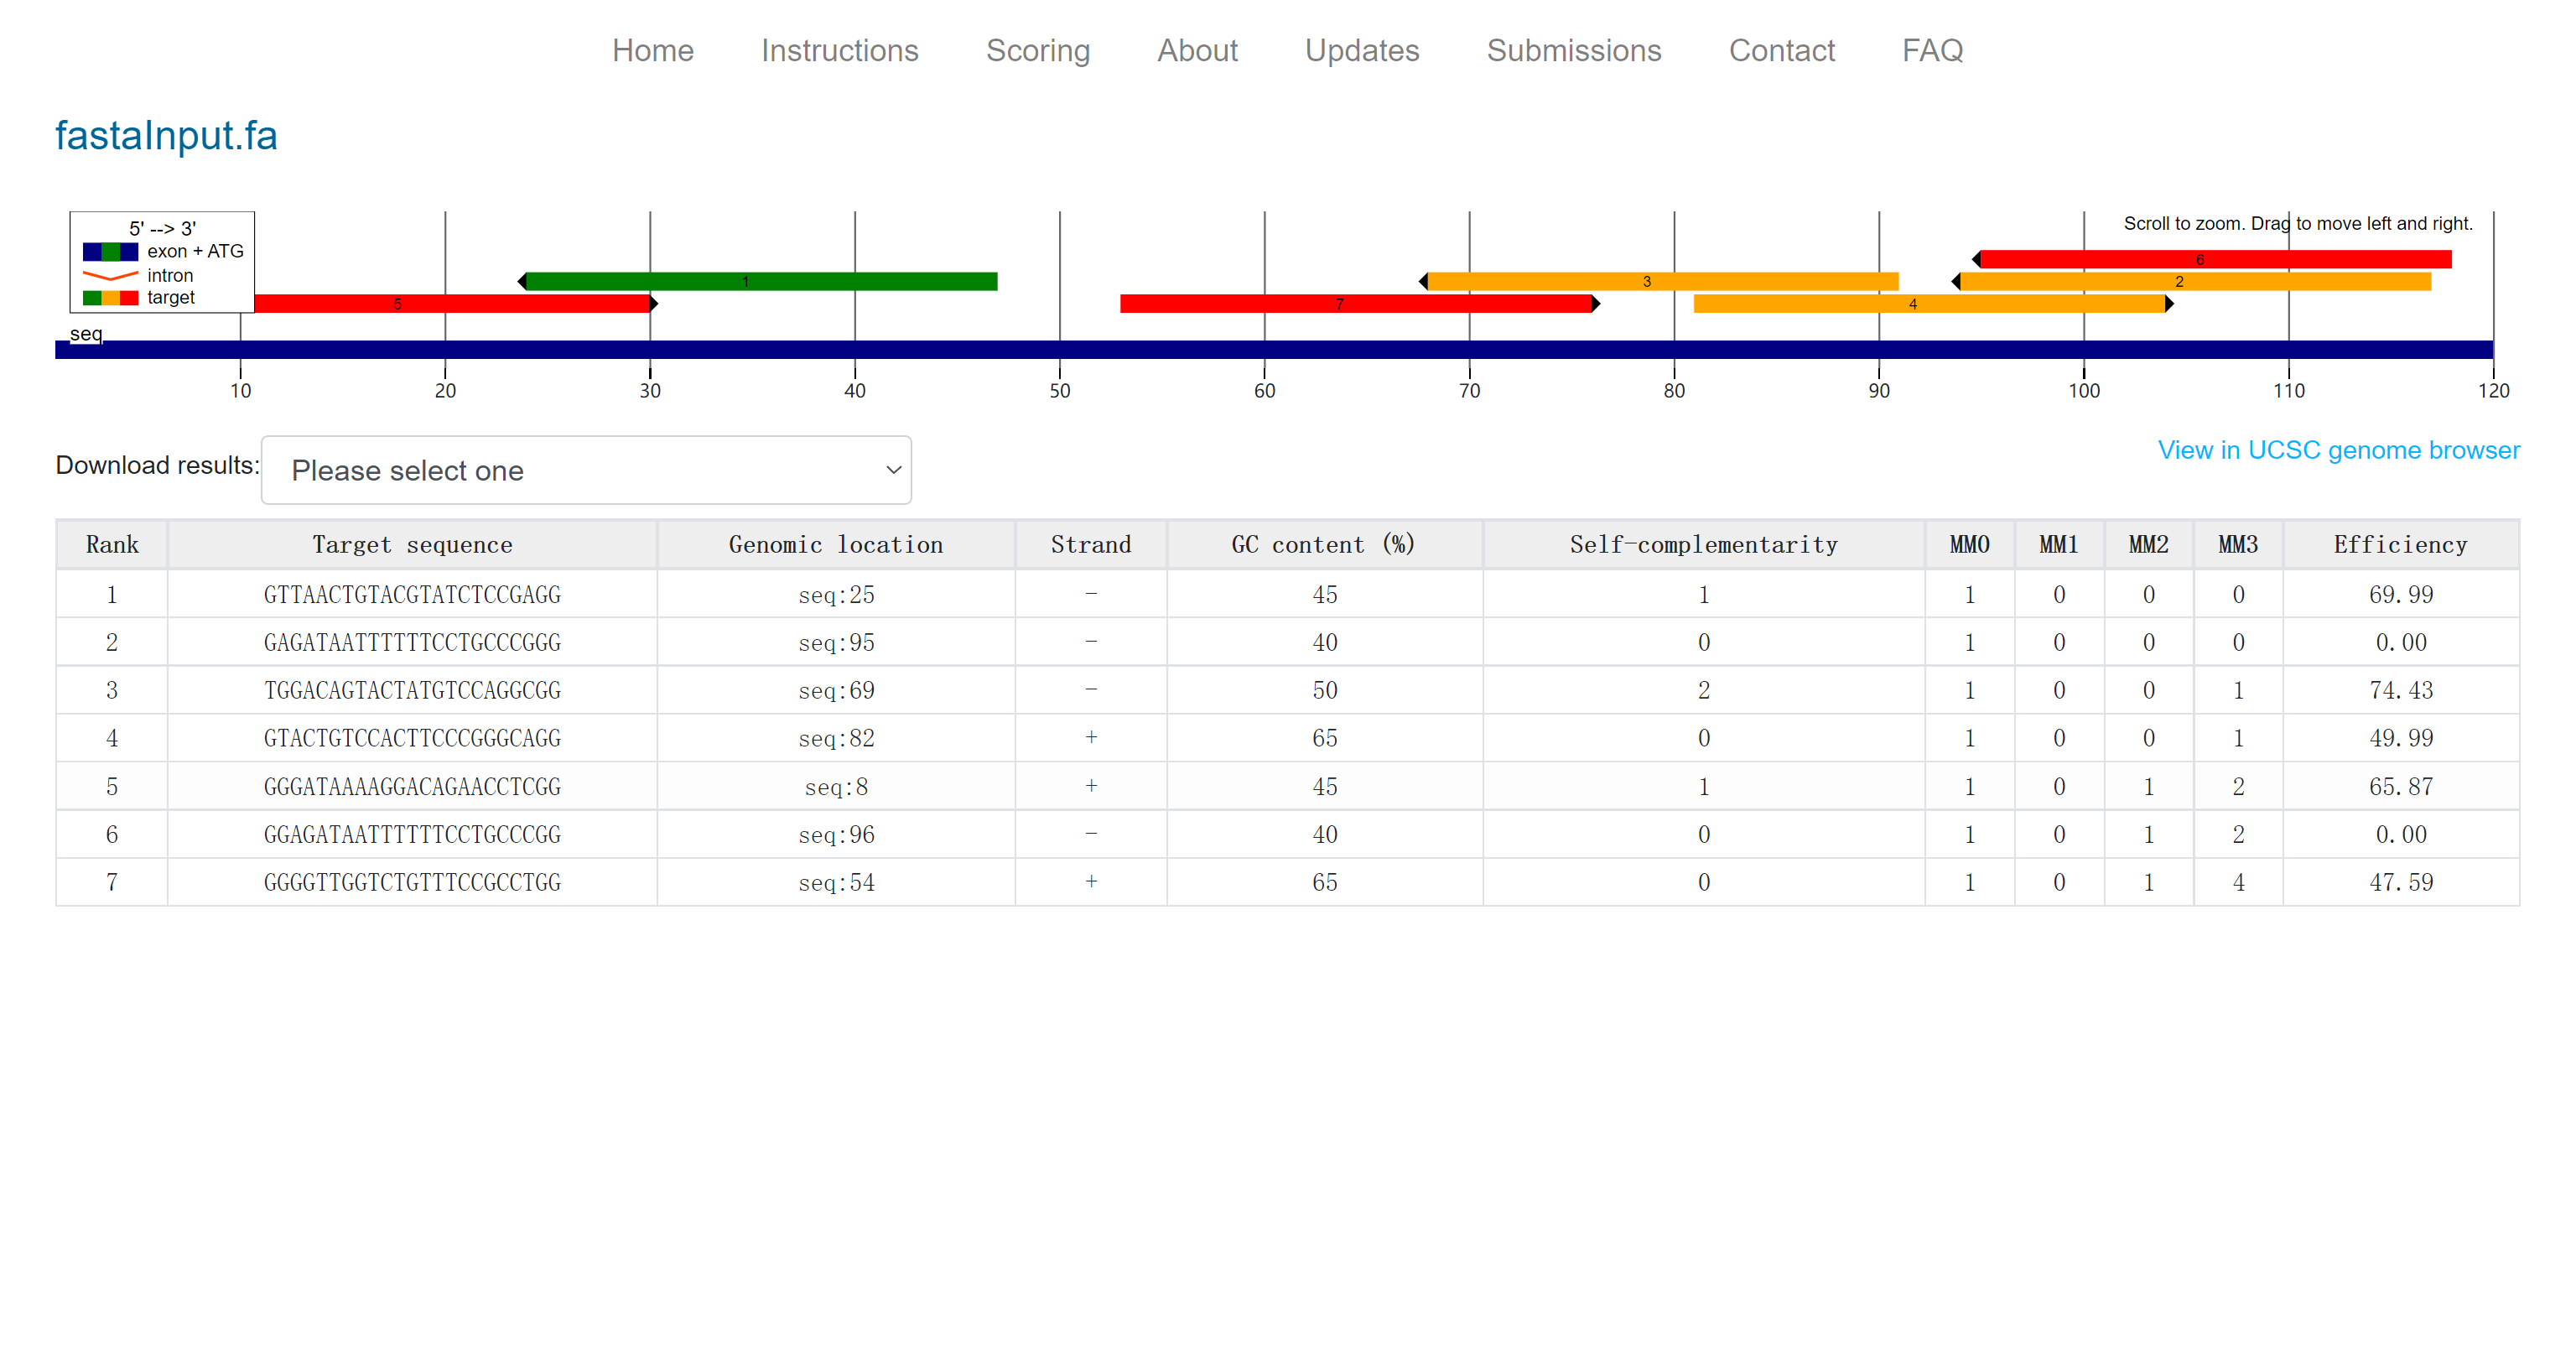 Home Instructions Scoring About Updates Submissions Contact FAQ
fastaInput.fa
5' --> 3'
exon + ATG
intron
target
Scroll to zoom. Drag to move left and right.
6
1 3 2
5 7 4
seq
10 20 30 40 50 60 70 80 90 100 110 120
Download results: Please select one
View in UCSC genome browser
Rank Target sequence Genomic location Strand GC content (%) Self-complementarity MM0 MM1 MM2 MM3 Efficiency
1 GTTAACTGTACGTATCTCCGAGG seq:25 - 45 1 1 0 0 0 69.99
2 GAGATAATTTTTTCCTGCCCGGG seq:95 - 40 0 1 0 0 0 0.00
3 TGGACAGTACTATGTCCAGGCGG seq:69 - 50 2 1 0 0 1 74.43
4 GTACTGTCCACTTCCCGGGCAGG seq:82 + 65 0 1 0 0 1 49.99
5 GGGATAAAAGGACAGAACCTCGG seq:8 + 45 1 1 0 1 2 65.87
6 GGAGATAATTTTTTCCTGCCCGG seq:96 - 40 0 1 0 1 2 0.00
7 GGGGTTGGTCTGTTTCCGCCTGG seq:54 + 65 0 1 0 1 4 47.59